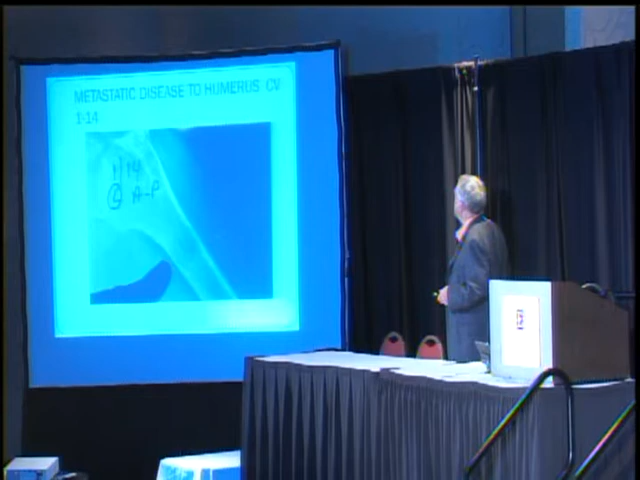 METASTATIC DISEASE TO HUMERUS CV
1-14
1/14
A-P